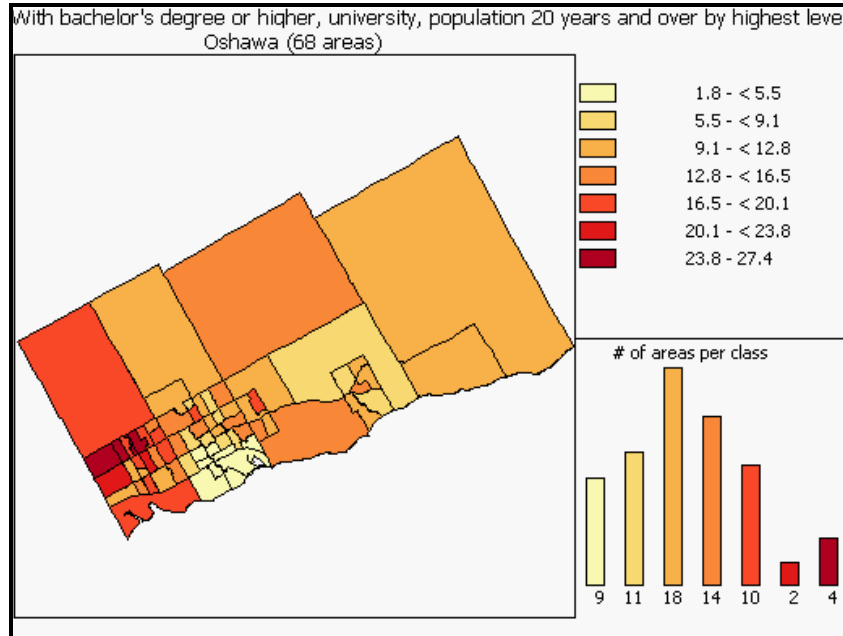 With bachelor's degree or higher, university, population 20 years and over by highest leve
Oshawa (68 areas)
1.8 - < 5.5
5.5 - < 9.1
9.1 - < 12.8
12.8 - < 16.5
16.5 - < 20.1
20.1 - < 23.8
23.8 - 27.4
# of areas per class
9 11 18 14 10 2 4